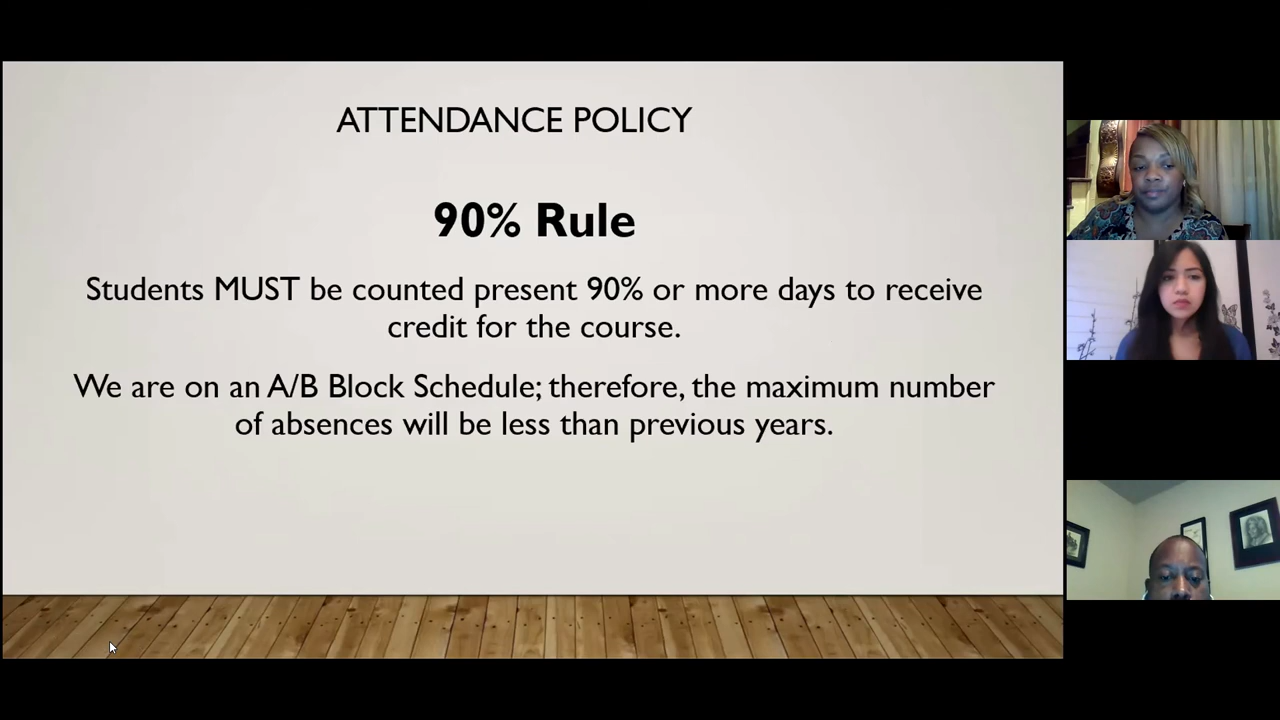 ATTENDANCE POLICY
90% Rule
Students MUST be counted present 90% or more days to receive
credit for the course.
We are on an A/B Block Schedule; therefore, the maximum number
of absences will be less than previous years.